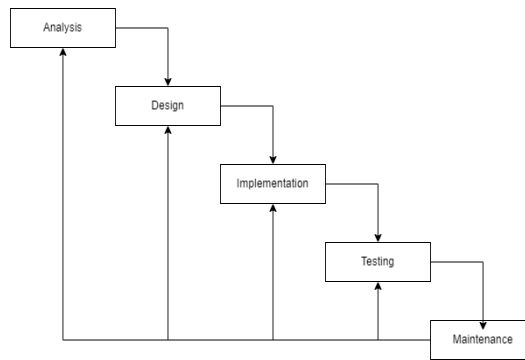 Analysis
Design
Implementation
Testing
Maintenance